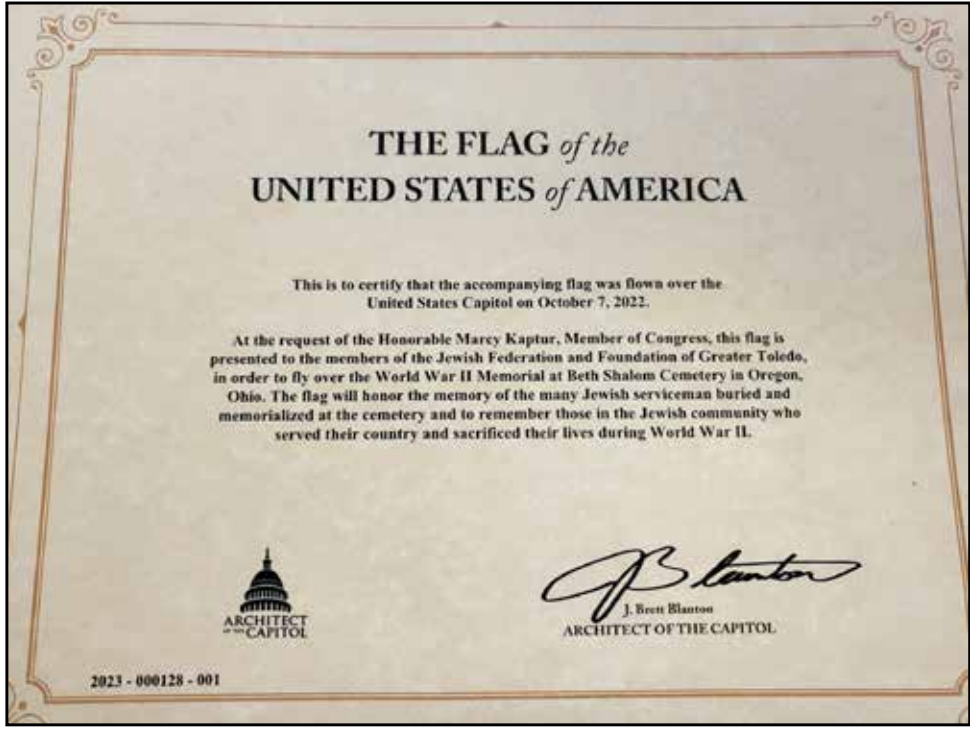 THE FLAG of the
UNITED STATES of AMERICA
This is to certify that the accompanying flag was flown over the
United States Capitol on October 7, 2022.
At the request of the Honorable Marcy Kaptur, Member of Congress, this flag is
presented to the members of the Jewish Federation and Foundation of Greater Toledo,
in order to fly over the World War II Memorial at Beth Shalom Cemetery in Oregon,
Ohio. The flag will honor the memory of the many Jewish serviceman buried and
memorialized at the cemetery and to remember those in the Jewish community who
served their country and sacrificed their lives during World War II.
ARCHITECT
OF THE CAPITOL
JB Blanton
J. Brett Blanton
ARCHITECT OF THE CAPITOL
2023 - 000128 - 001